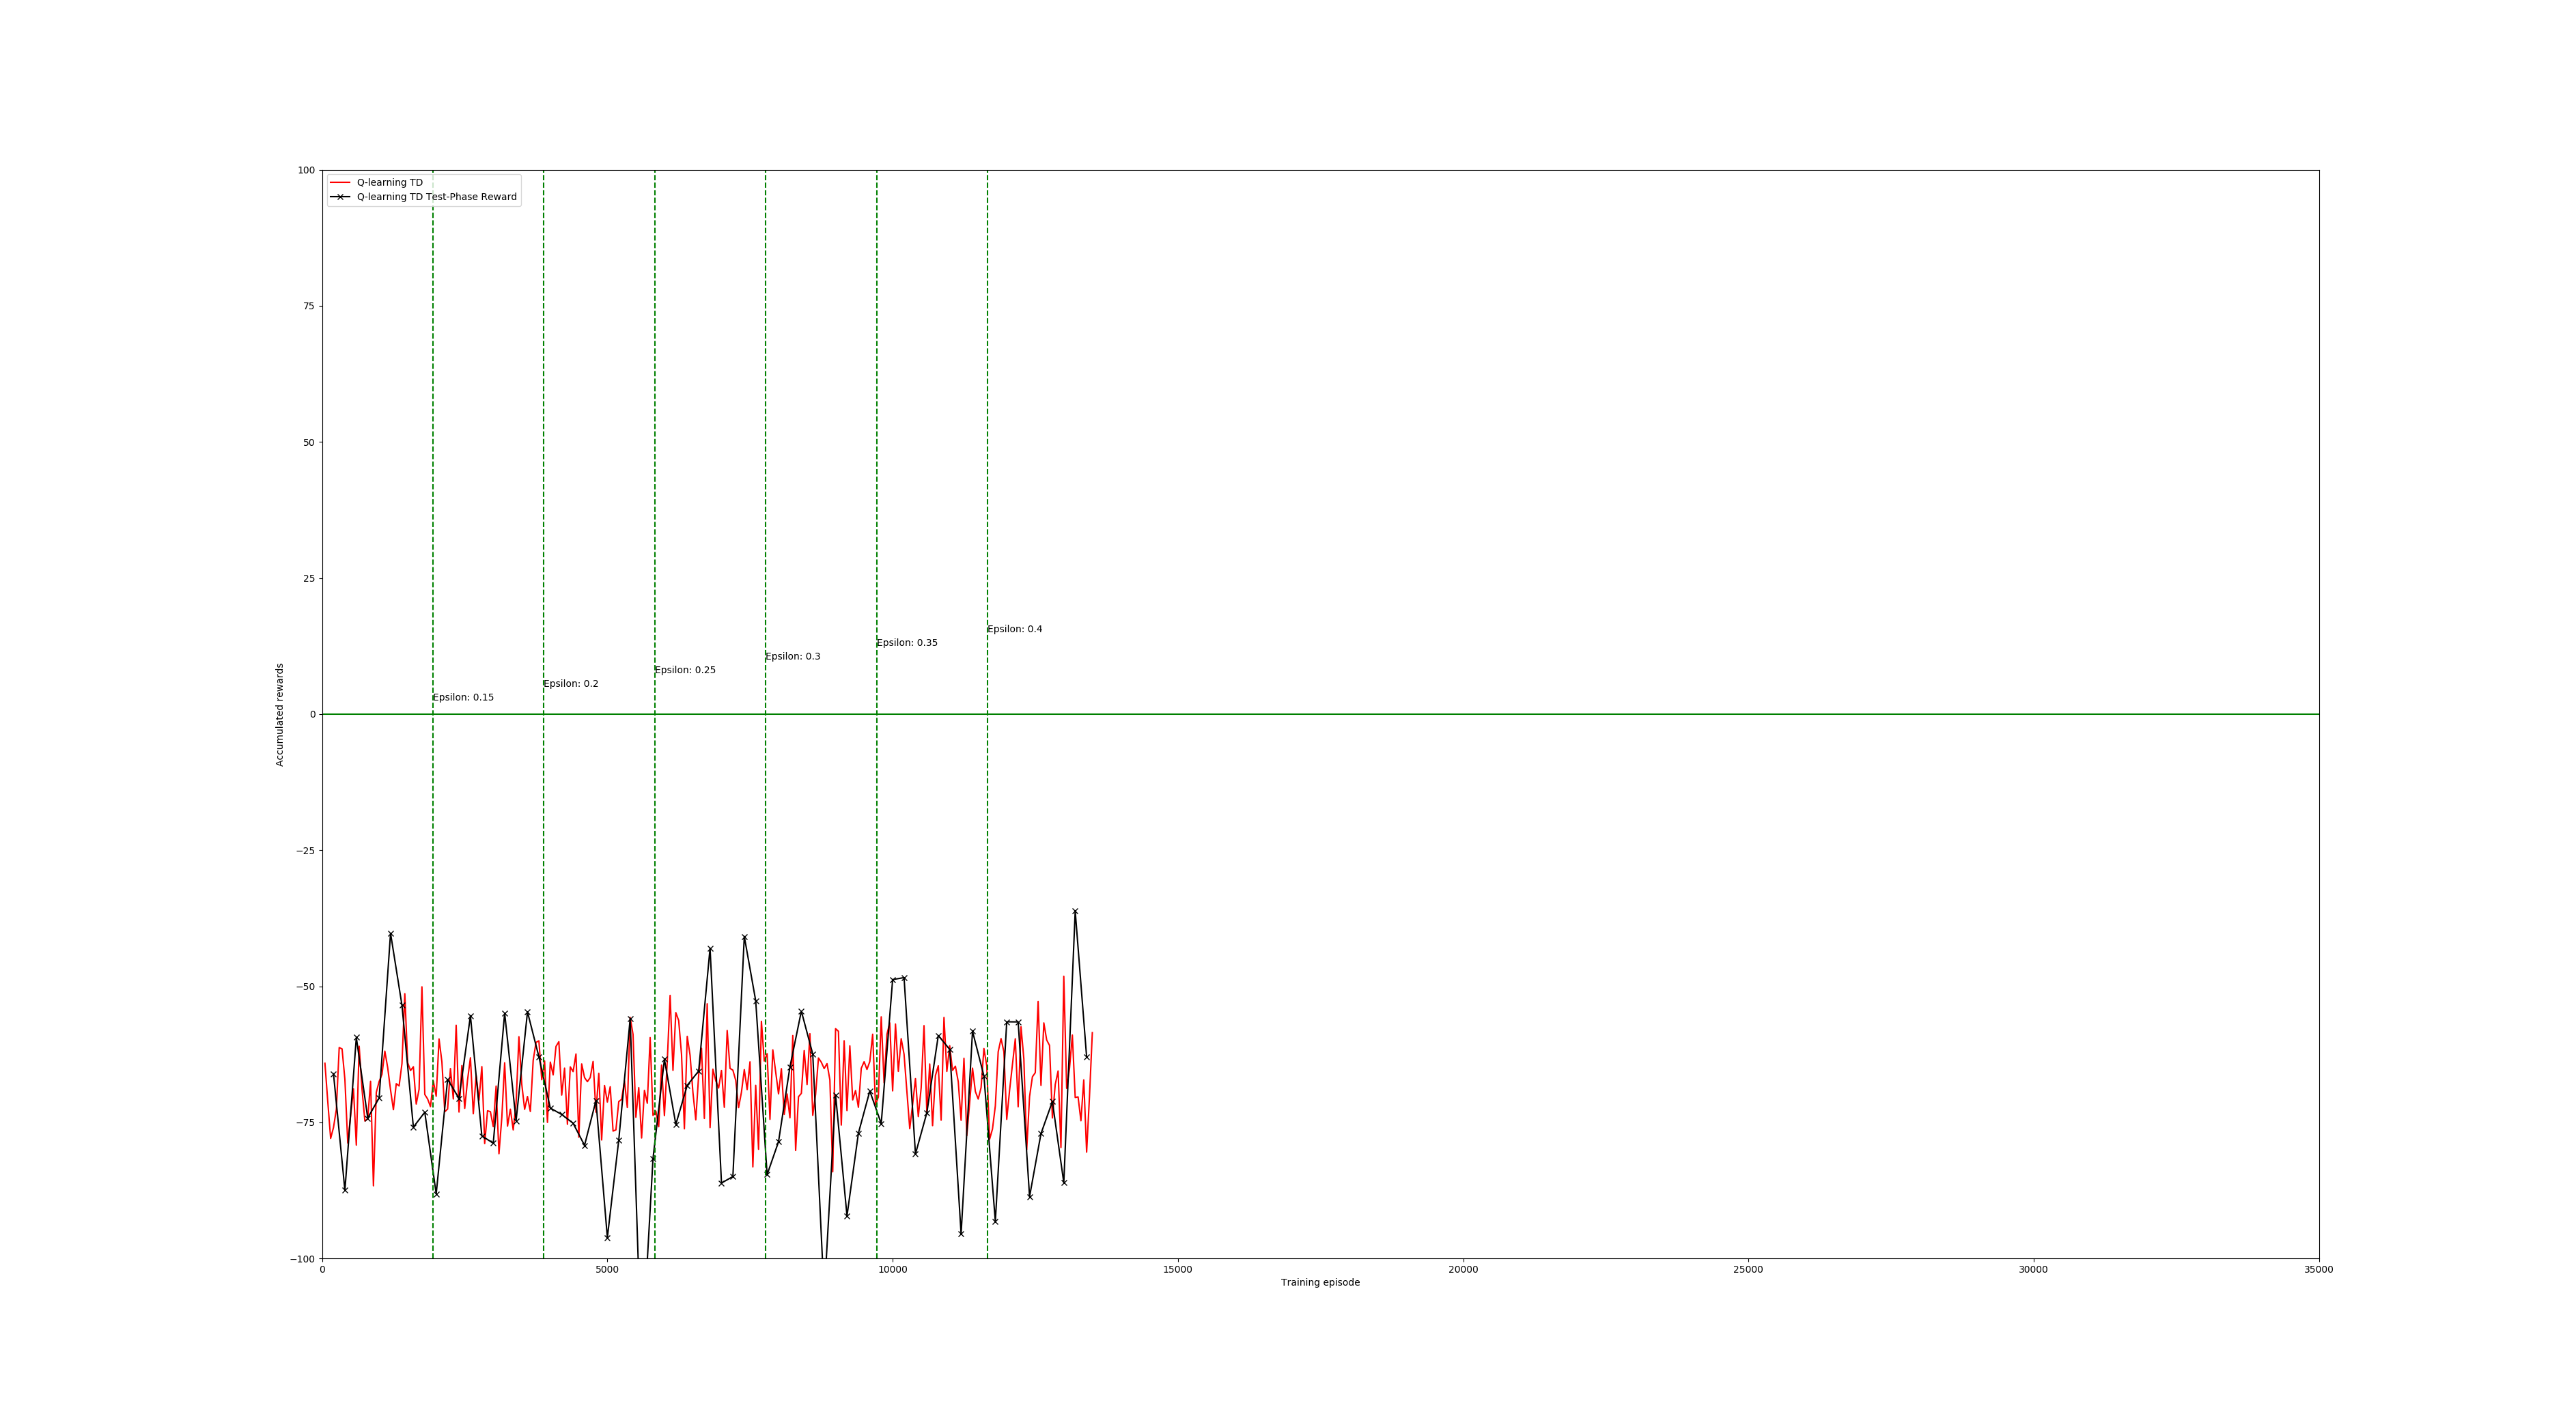 100
Q-learning TD
Q-learning TD Test-Phase Reward
75
50
25
Epsilon: 0.4
Epsilon: 0.35
Epsilon: 0.3
Epsilon: 0.25
Epsilon: 0.2
Epsilon: 0.15
0
Accumulated rewards
−25
−50
−75
−100
0 5000 10000 15000 20000 25000 30000 35000
Training episode